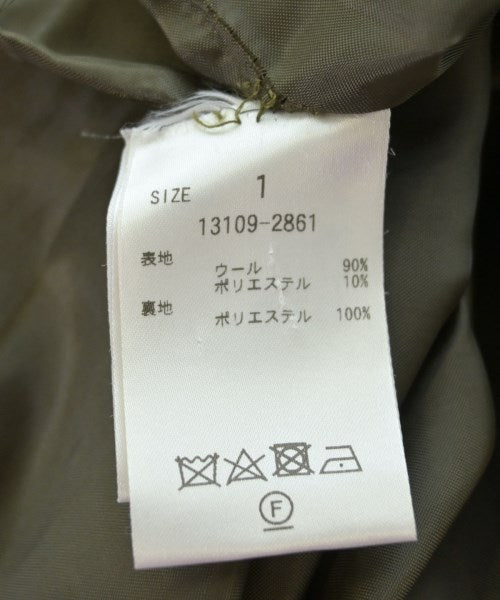 SIZE 1
13109-2861
表地 ウール 90%
ポリエステル 10%
裏地 ポリエステル 100%
F